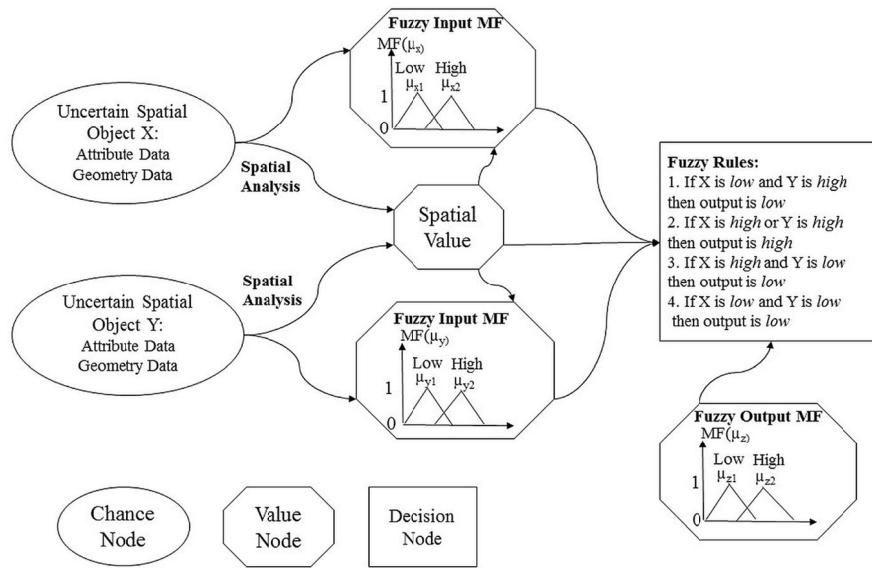 Fuzzy Input MF
MF(μx)
Low High
μx1 μx2
1
0
Uncertain Spatial
Object X:
Attribute Data
Geometry Data
Spatial
Analysis
Spatial
Value
Spatial
Analysis
Uncertain Spatial
Object Y:
Attribute Data
Geometry Data
Fuzzy Input MF
MF(μy)
Low High
μy1 μy2
1
0
Fuzzy Rules:
1. If X is low and Y is high
then output is low
2. If X is high or Y is high
then output is high
3. If X is high and Y is low
then output is low
4. If X is low and Y is low
then output is low
Fuzzy Output MF
MF(μz)
Low High
μz1 μz2
1
0
Chance
Node
Value
Node
Decision
Node